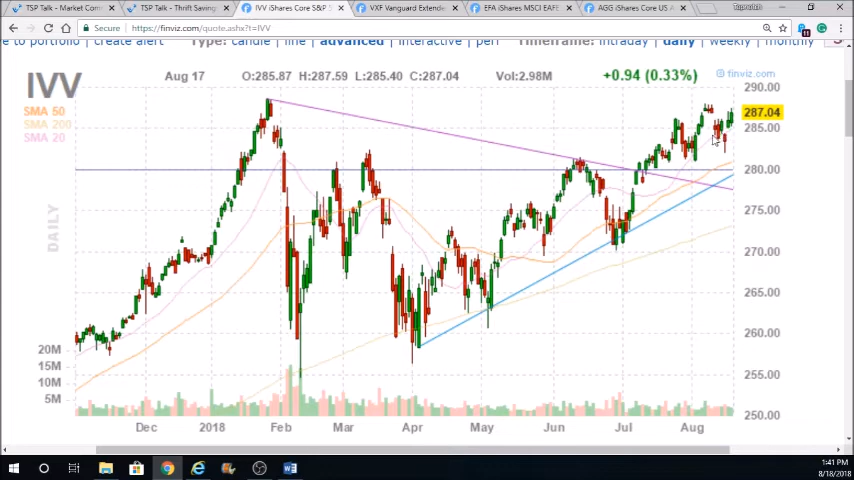 TSP Talk - Market Com
TSP Talk - Thrift Saving
IVV iShares Core S&P
VXF Vanguard Extende
EFA iShares MSCI EAFE
AGG iShares Core US A
Secure https://finviz.com/quote.ashx?t=IVV
create alert Type: candle line advanced interactive perf Timeframe: intraday daily weekly monthly
IVV Aug 17 O:285.87 H:287.59 L:285.40 C:287.04 Vol:2.98M +0.94 (0.33%) © finviz.com
SMA 50
SMA 200
SMA 20
290.00
287.04
285.00
280.00
275.00
270.00
265.00
260.00
255.00
250.00
DAILY
20M
15M
10M
5M
Dec 2018 Feb Mar Apr May Jun Jul Aug
1:41 PM
8/18/2018